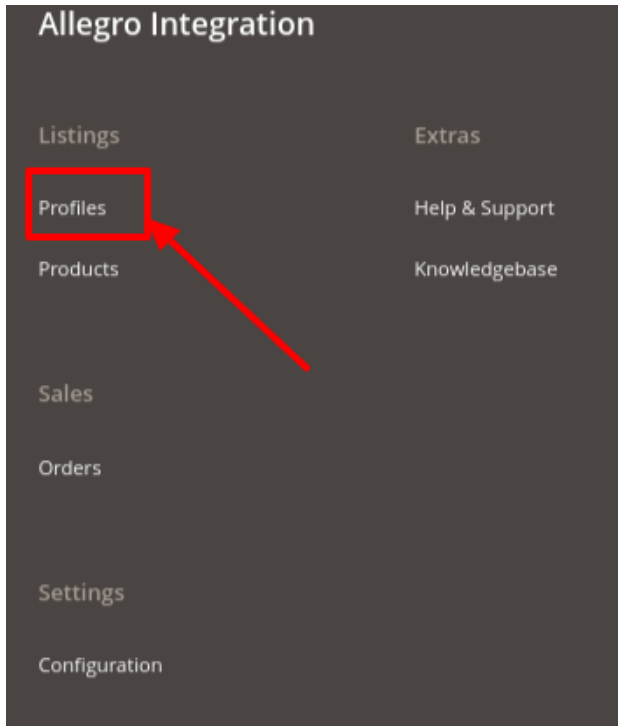 Allegro Integration
Listings
Profiles
Products
Sales
Orders
Settings
Configuration
Extras
Help & Support
Knowledgebase